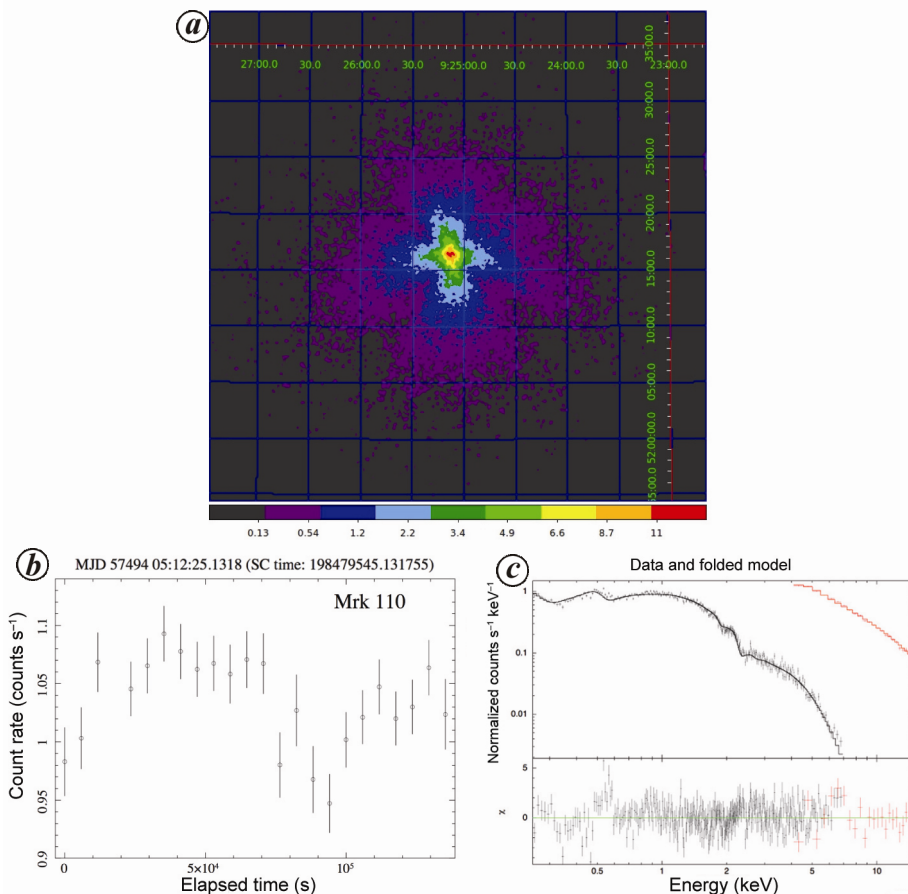 a
27:00.0 30.0 26:00.0 30.0 9:25:00.0 30.0 24:00.0 30.0 23:00.0
35:00.0
30:00.0
25:00.0
20:00.0
15:00.0
10:00.0
05:00.0
52:00:00.0
55:00.0
0.13 0.54 1.2 2.2 3.4 4.9 6.6 8.7 11
b
MJD 57494 05:12:25.1318 (SC time: 198479545.131755)
Mrk 110
Count rate (counts s⁻¹)
1.1
1.05
1
0.95
0.9
0 5×10⁴ 10⁵
Elapsed time (s)
c
Data and folded model
Normalized counts s⁻¹ keV⁻¹
1
0.1
0.01
χ
5
0
0.5 1 2 5 10
Energy (keV)